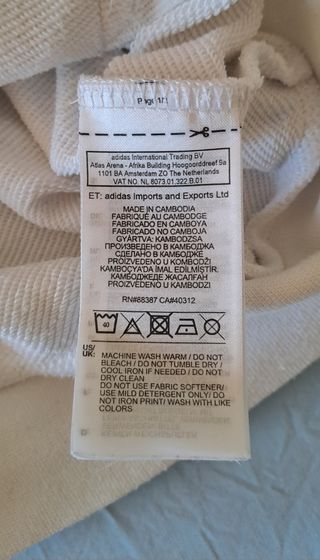 Page 1/
adidas International Trading BV
Atlas Arena - Afrika Building Hoogoorddreef 9a
1101 BA Amsterdam ZO The Netherlands
VAT NO. NL 8073.01.322.B.01
ET: adidas Imports and Exports Ltd
MADE IN CAMBODIA
FABRIQUÉ AU CAMBODGE
FABRICADO EN CAMBOYA
FABRICADO NO CAMBOJA
GYÁRTVA: KAMBODZSA
ПРОИЗВЕДЕНО В КАМБОДЖА
СДЕЛАНО В КАМБОДЖЕ
PROIZVEDENO U KOMBODŽI
KAMBOÇYA'DA İMAL EDİLMİŞTİR.
КАМБОДЖЕДЕ ЖАСАЛҒАН
PROIZVEDENO U KAMBODŽI
RN#88387 CA#40312
40
US/
UK:
MACHINE WASH WARM / DO NOT
BLEACH / DO NOT TUMBLE DRY /
COOL IRON IF NEEDED / DO NOT
DRY CLEAN
DO NOT USE FABRIC SOFTENER/
USE MILD DETERGENT ONLY/ DO
NOT IRON PRINT/WASH WITH LIKE
COLORS